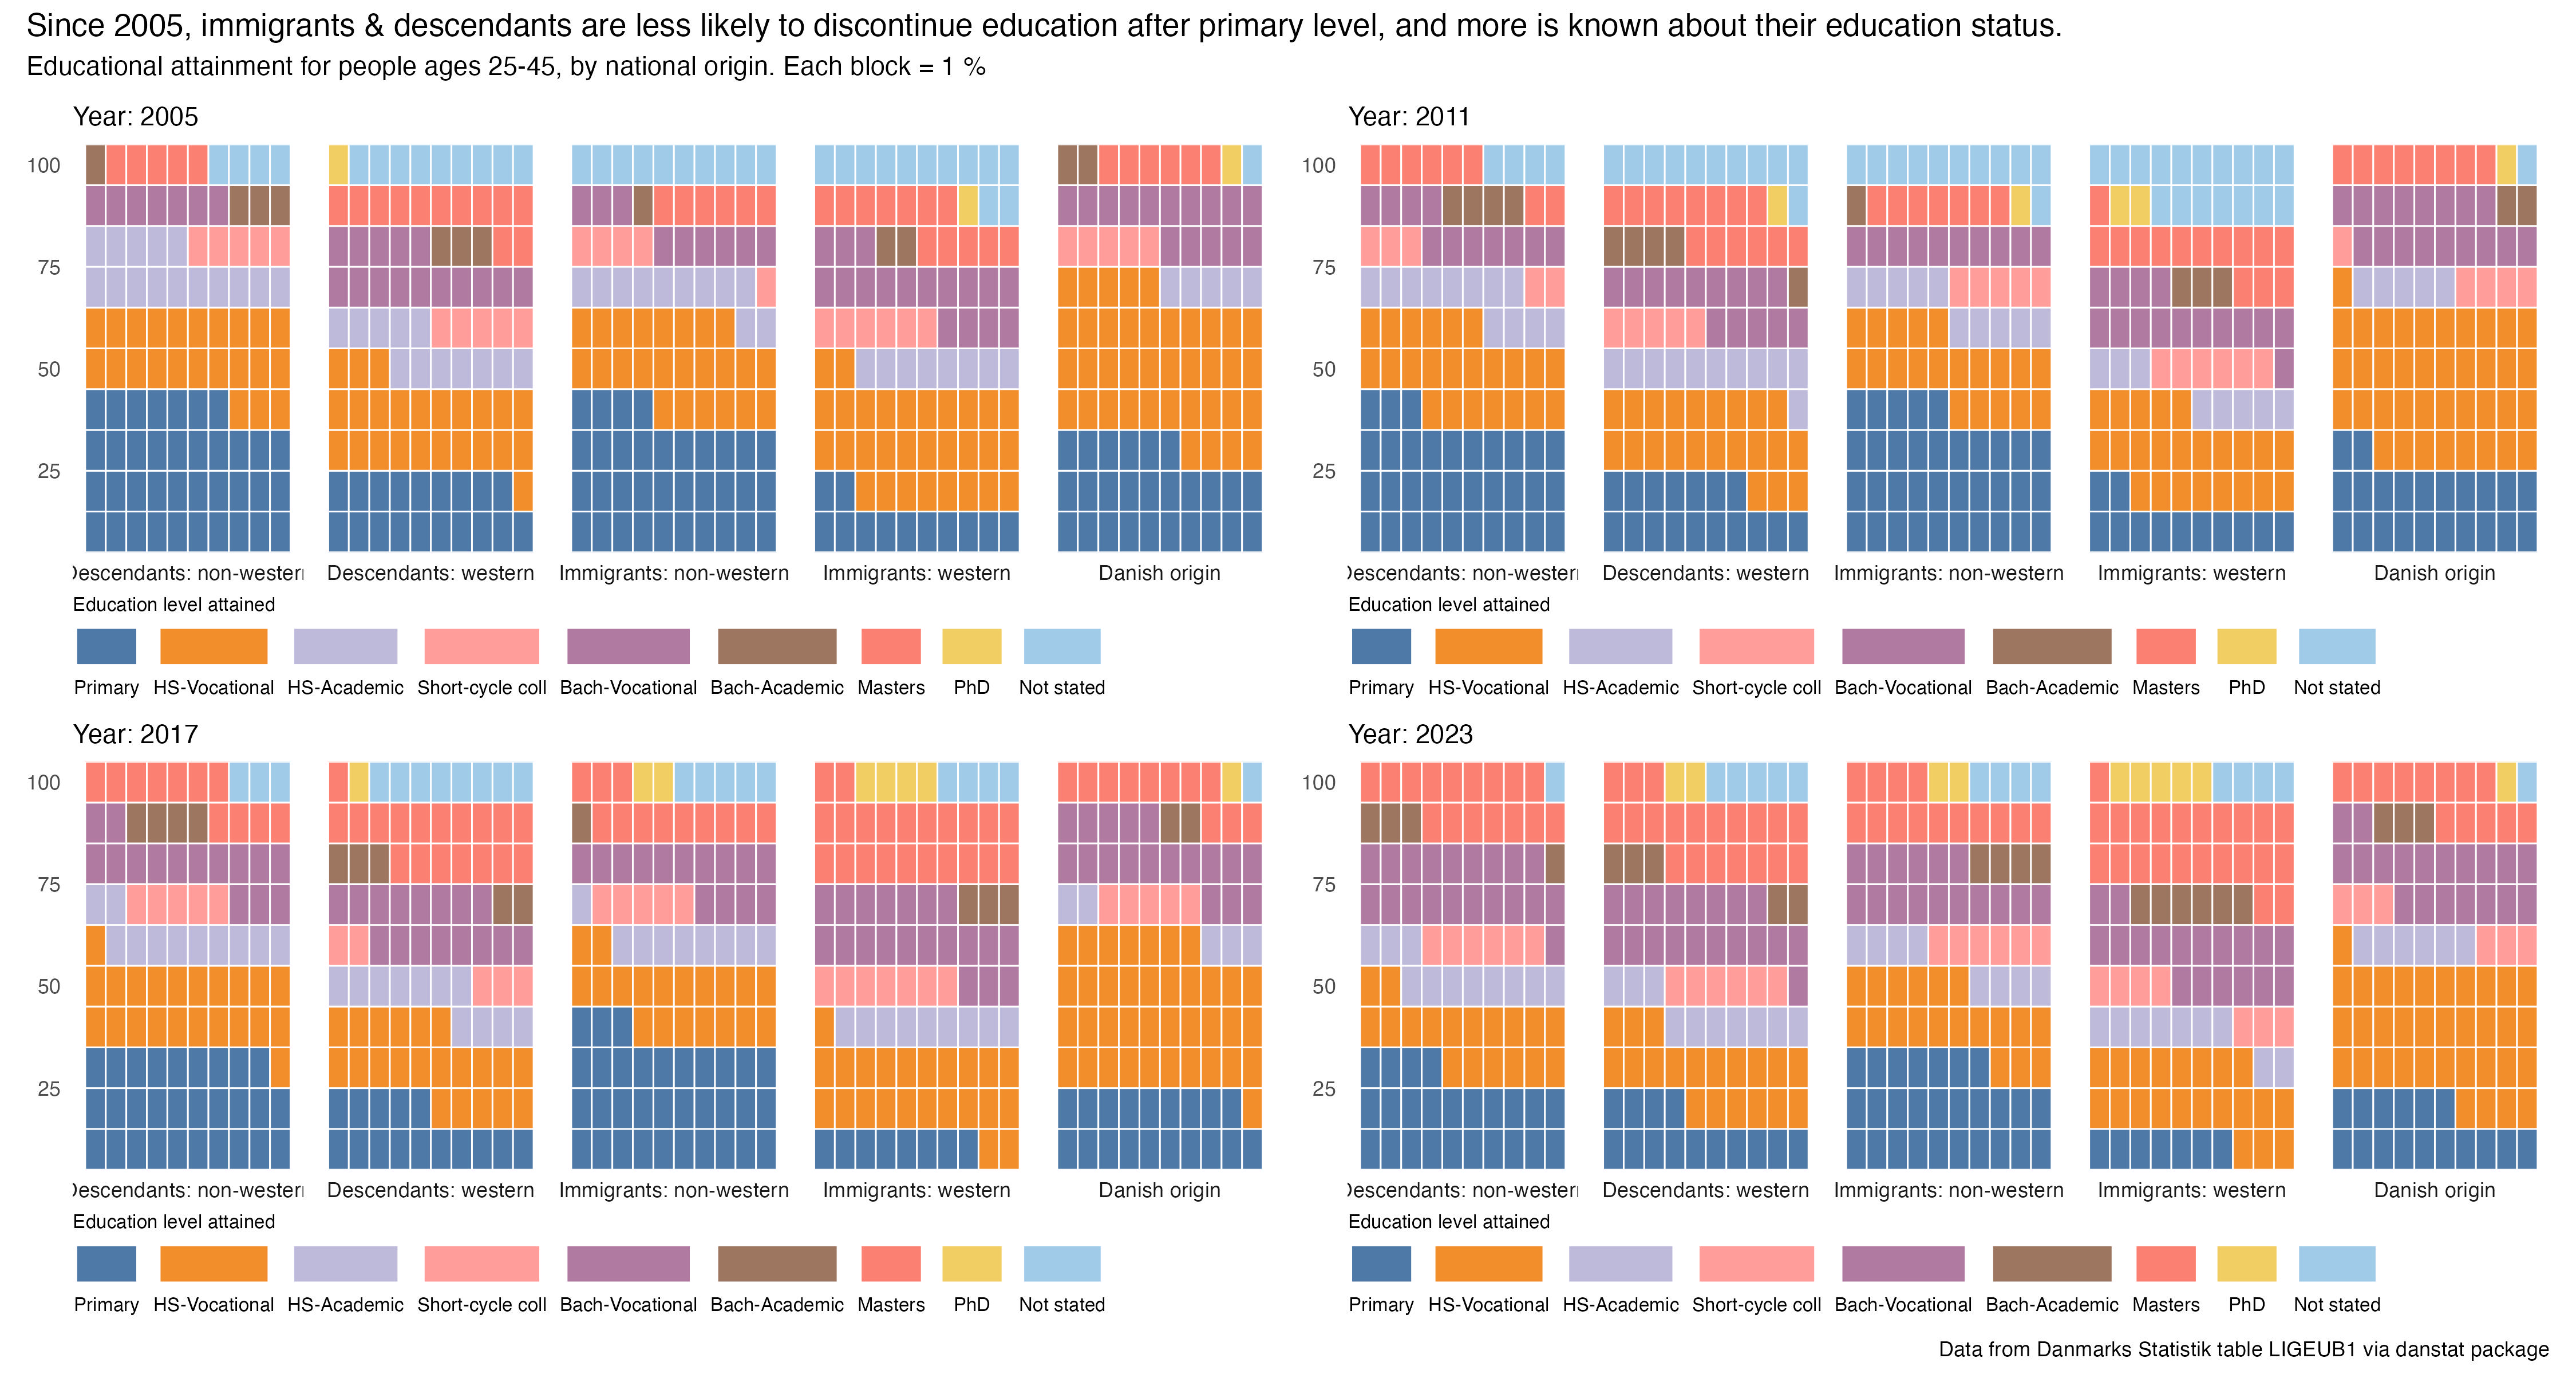 Since 2005, immigrants & descendants are less likely to discontinue education after primary level, and more is known about their education status.
Educational attainment for people ages 25-45, by national origin. Each block = 1 %
Year: 2005
100
75
50
25
Descendants: non-western Descendants: western Immigrants: non-western Immigrants: western Danish origin
Education level attained
Primary HS-Vocational HS-Academic Short-cycle coll Bach-Vocational Bach-Academic Masters PhD Not stated
Year: 2011
100
75
50
25
Descendants: non-western Descendants: western Immigrants: non-western Immigrants: western Danish origin
Education level attained
Primary HS-Vocational HS-Academic Short-cycle coll Bach-Vocational Bach-Academic Masters PhD Not stated
Year: 2017
100
75
50
25
Descendants: non-western Descendants: western Immigrants: non-western Immigrants: western Danish origin
Education level attained
Primary HS-Vocational HS-Academic Short-cycle coll Bach-Vocational Bach-Academic Masters PhD Not stated
Year: 2023
100
75
50
25
Descendants: non-western Descendants: western Immigrants: non-western Immigrants: western Danish origin
Education level attained
Primary HS-Vocational HS-Academic Short-cycle coll Bach-Vocational Bach-Academic Masters PhD Not stated
Data from Danmarks Statistik table LIGEUB1 via danstat package